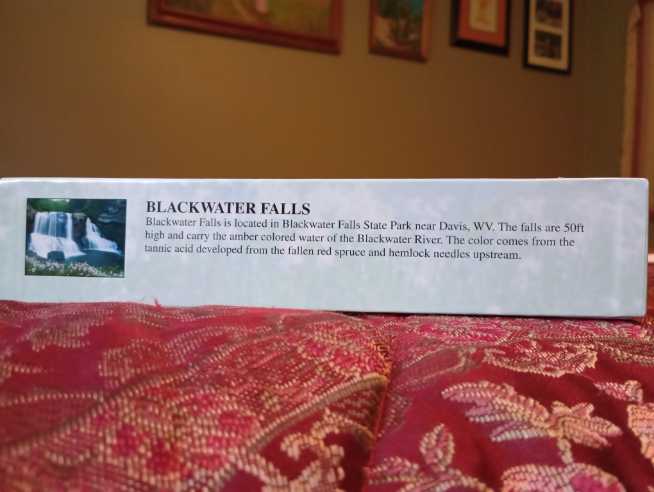 BLACKWATER FALLS
Blackwater Falls is located in Blackwater Falls State Park near Davis, WV. The falls are 50ft
high and carry the amber colored water of the Blackwater River. The color comes from the
tannic acid developed from the fallen red spruce and hemlock needles upstream.